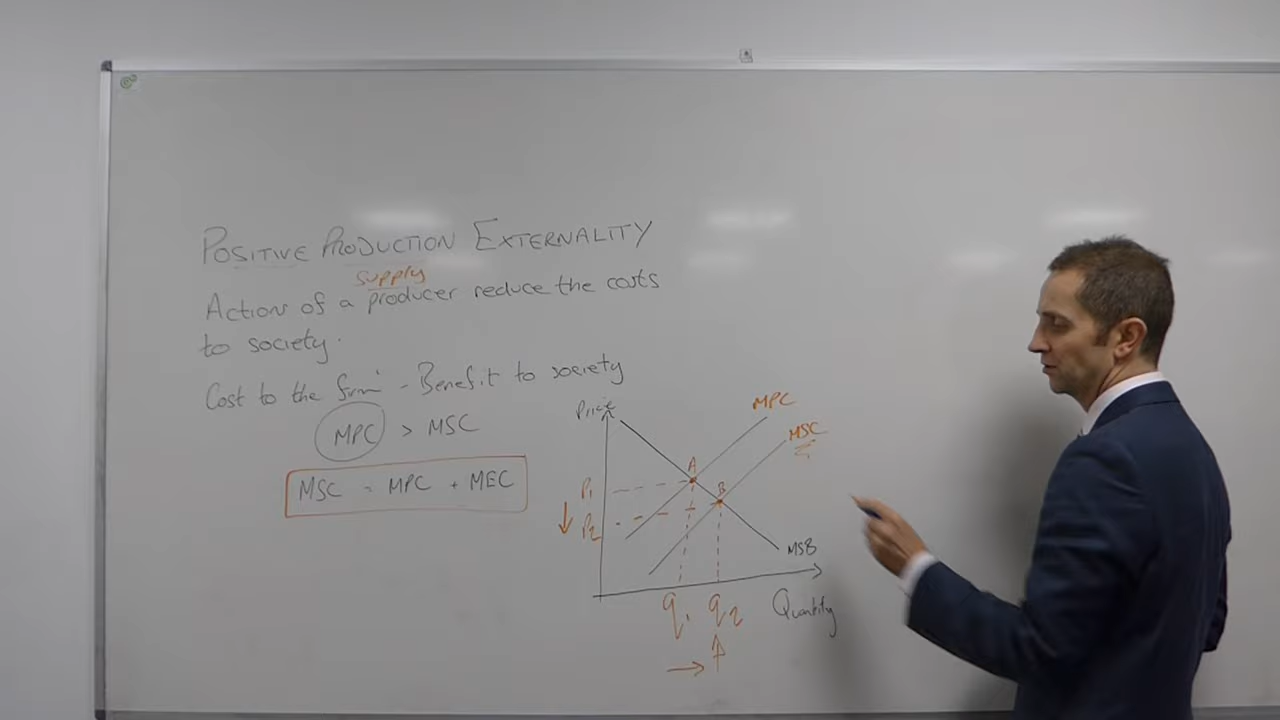 POSITIVE PRODUCTION EXTERNALITY
supply
Actions of a producer reduce the costs
to society.
Cost to the firm - Benefit to society
MPC > MSC
MSC = MPC + MEC
Price
MPC
MSC
A
B
P1
P2
MSB
q1 q2
Quantity